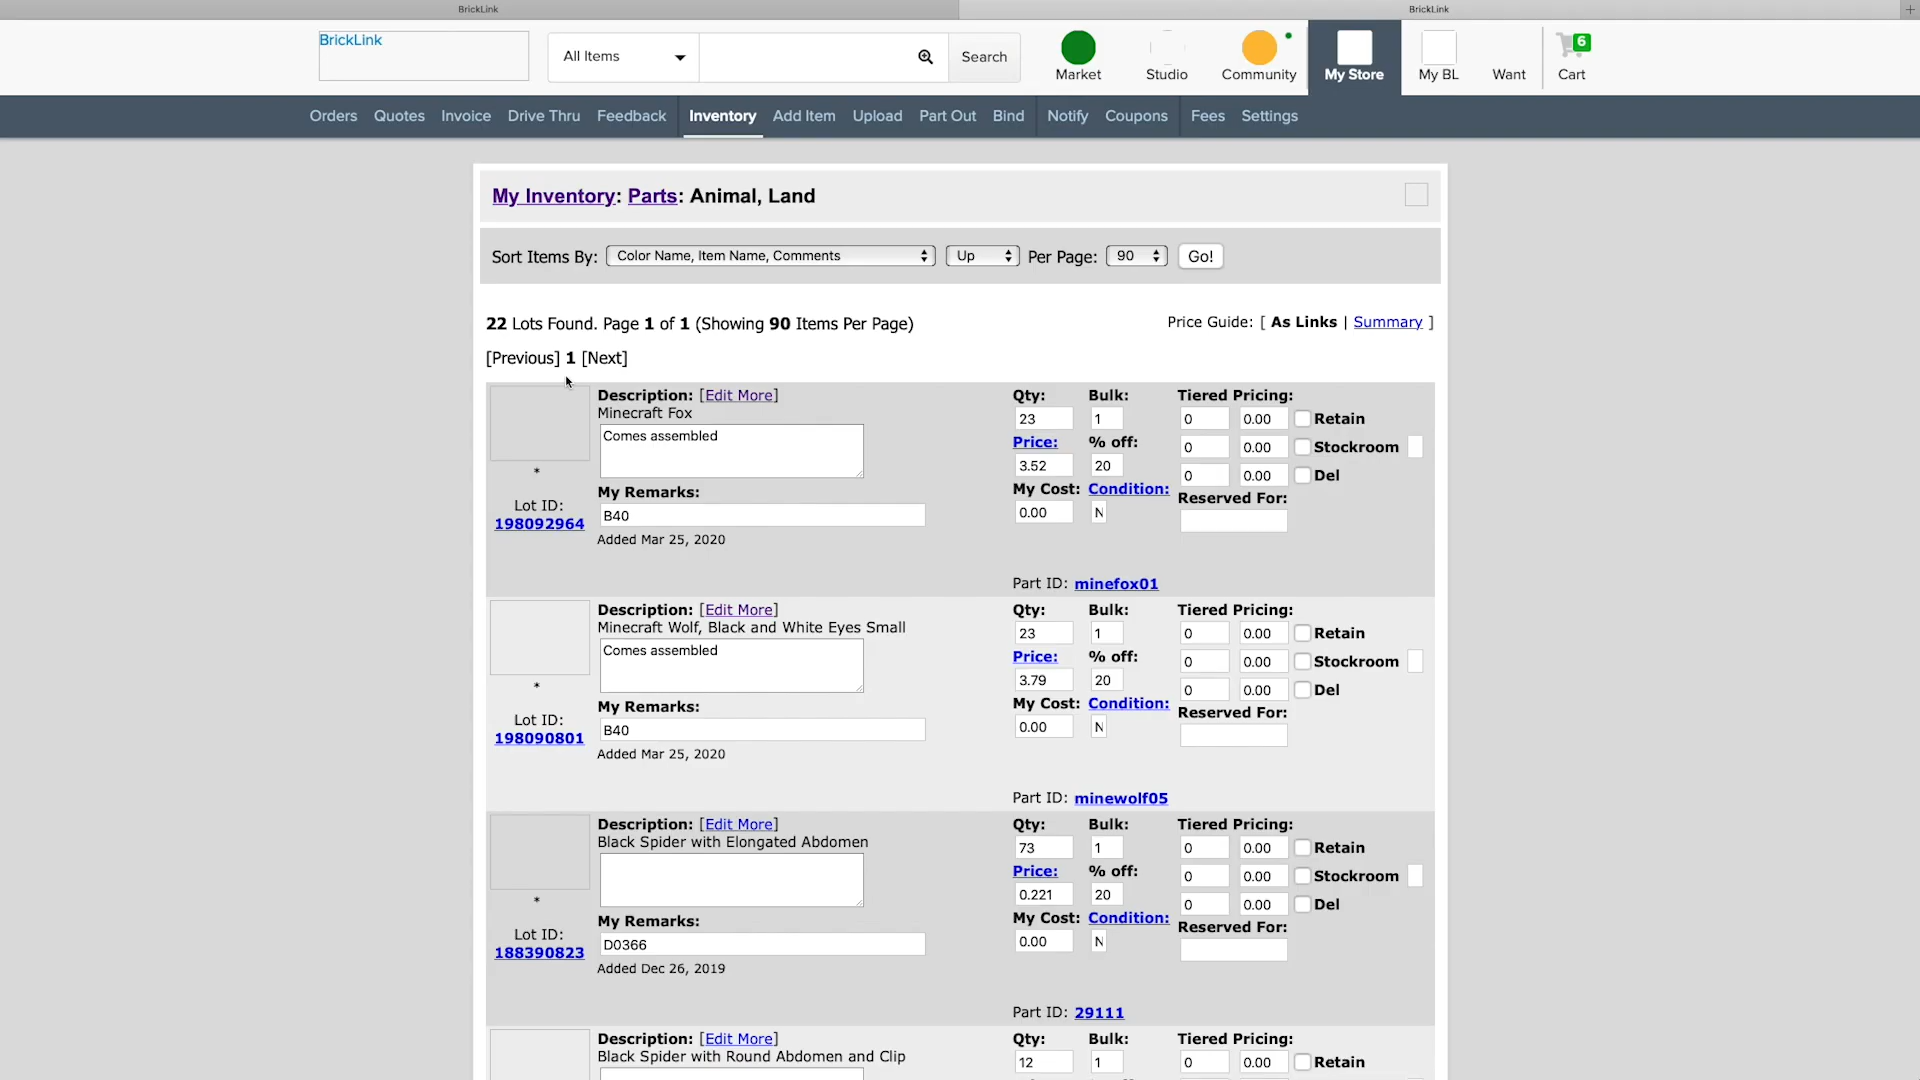 BrickLink
BrickLink
BrickLink
All Items
Search
Market
Studio
Community
My Store
My BL
Want
6
Cart
Orders Quotes Invoice Drive Thru Feedback Inventory Add Item Upload Part Out Bind Notify Coupons Fees Settings
My Inventory: Parts: Animal, Land
Sort Items By: Color Name, Item Name, Comments Up Per Page: 90 Go!
22 Lots Found. Page 1 of 1 (Showing 90 Items Per Page)
Price Guide: [ As Links | Summary ]
[Previous] 1 [Next]
*
Lot ID:
198092964
Description: [Edit More]
Minecraft Fox
Comes assembled
My Remarks:
B40
Added Mar 25, 2020
Qty: Bulk: Tiered Pricing:
23 1 0 0.00 Retain
Price: % off: 0 0.00 Stockroom
3.52 20 0 0.00 Del
My Cost: Condition: Reserved For:
0.00 N
Part ID: minefox01
*
Lot ID:
198090801
Description: [Edit More]
Minecraft Wolf, Black and White Eyes Small
Comes assembled
My Remarks:
B40
Added Mar 25, 2020
Qty: Bulk: Tiered Pricing:
23 1 0 0.00 Retain
Price: % off: 0 0.00 Stockroom
3.79 20 0 0.00 Del
My Cost: Condition: Reserved For:
0.00 N
Part ID: minewolf05
*
Lot ID:
188390823
Description: [Edit More]
Black Spider with Elongated Abdomen
My Remarks:
D0366
Added Dec 26, 2019
Qty: Bulk: Tiered Pricing:
73 1 0 0.00 Retain
Price: % off: 0 0.00 Stockroom
0.221 20 0 0.00 Del
My Cost: Condition: Reserved For:
0.00 N
Part ID: 29111
Description: [Edit More]
Black Spider with Round Abdomen and Clip
Qty: Bulk: Tiered Pricing:
12 1 0 0.00 Retain